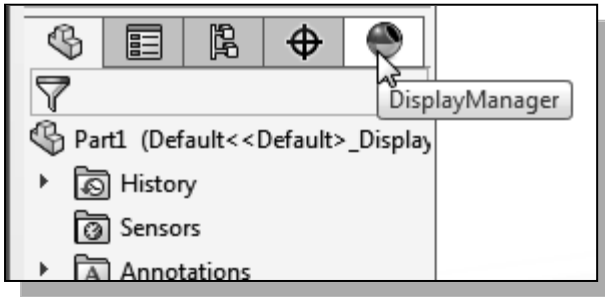 DisplayManager
Part1 (Default<<Default>_Display
History
Sensors
Annotations